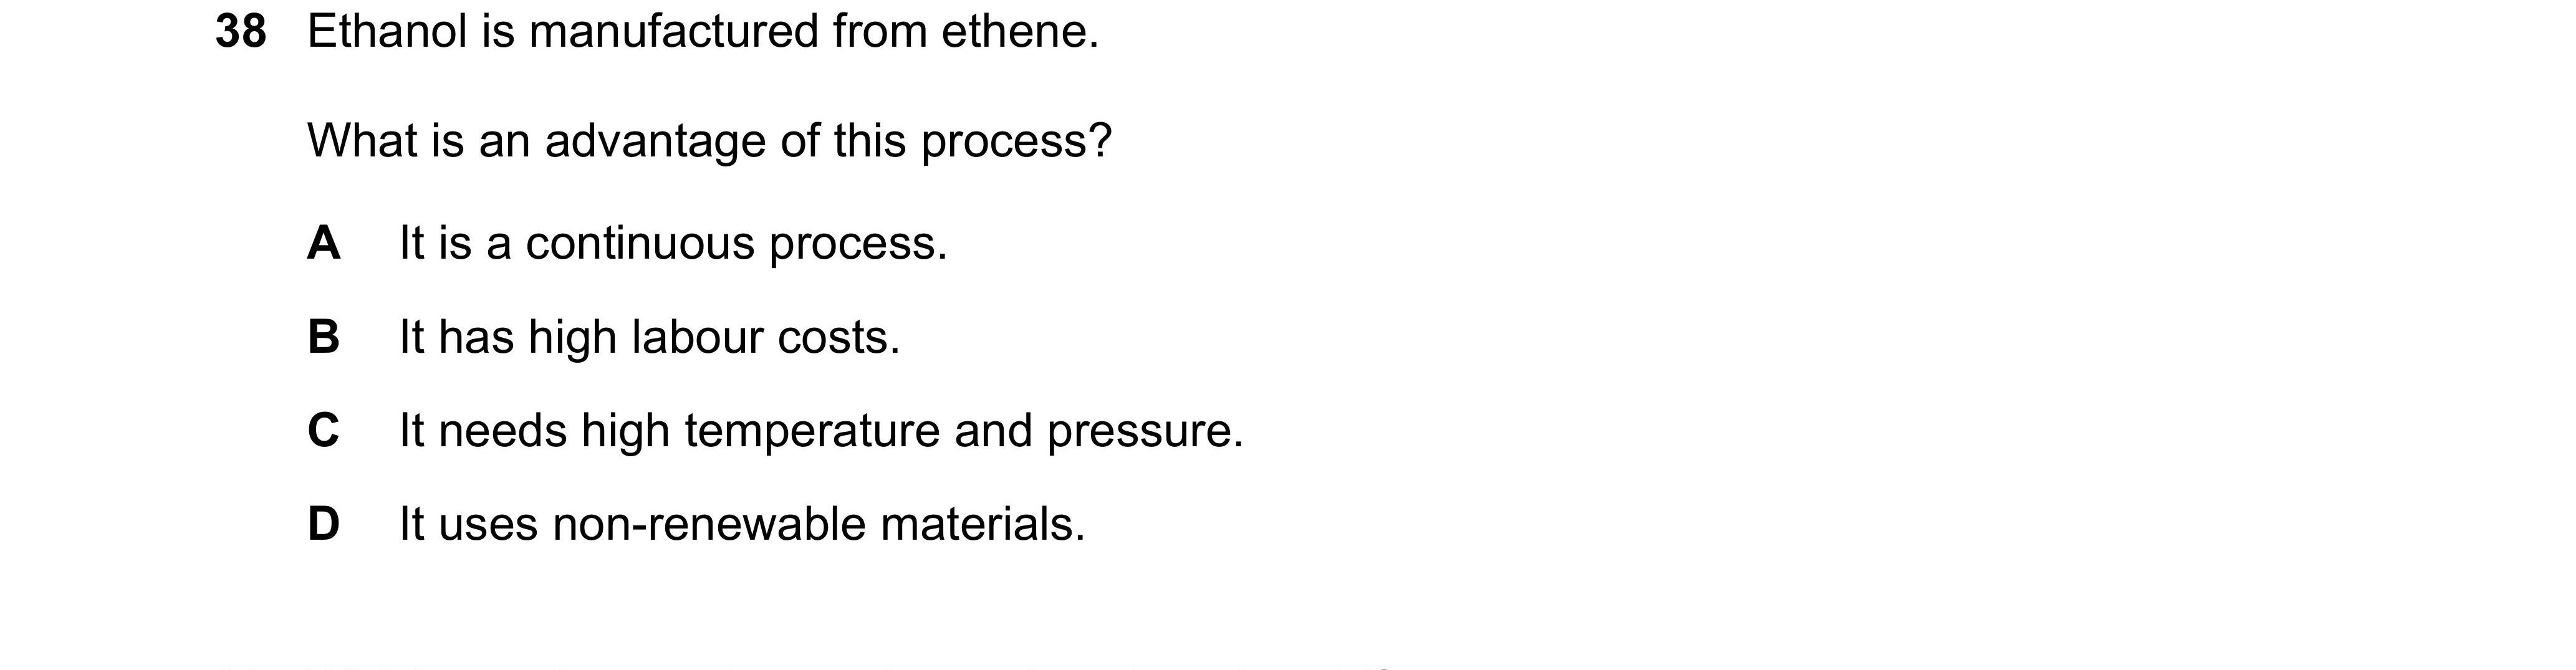 38 Ethanol is manufactured from ethene.
What is an advantage of this process?
A It is a continuous process.
B It has high labour costs.
C It needs high temperature and pressure.
D It uses non-renewable materials.